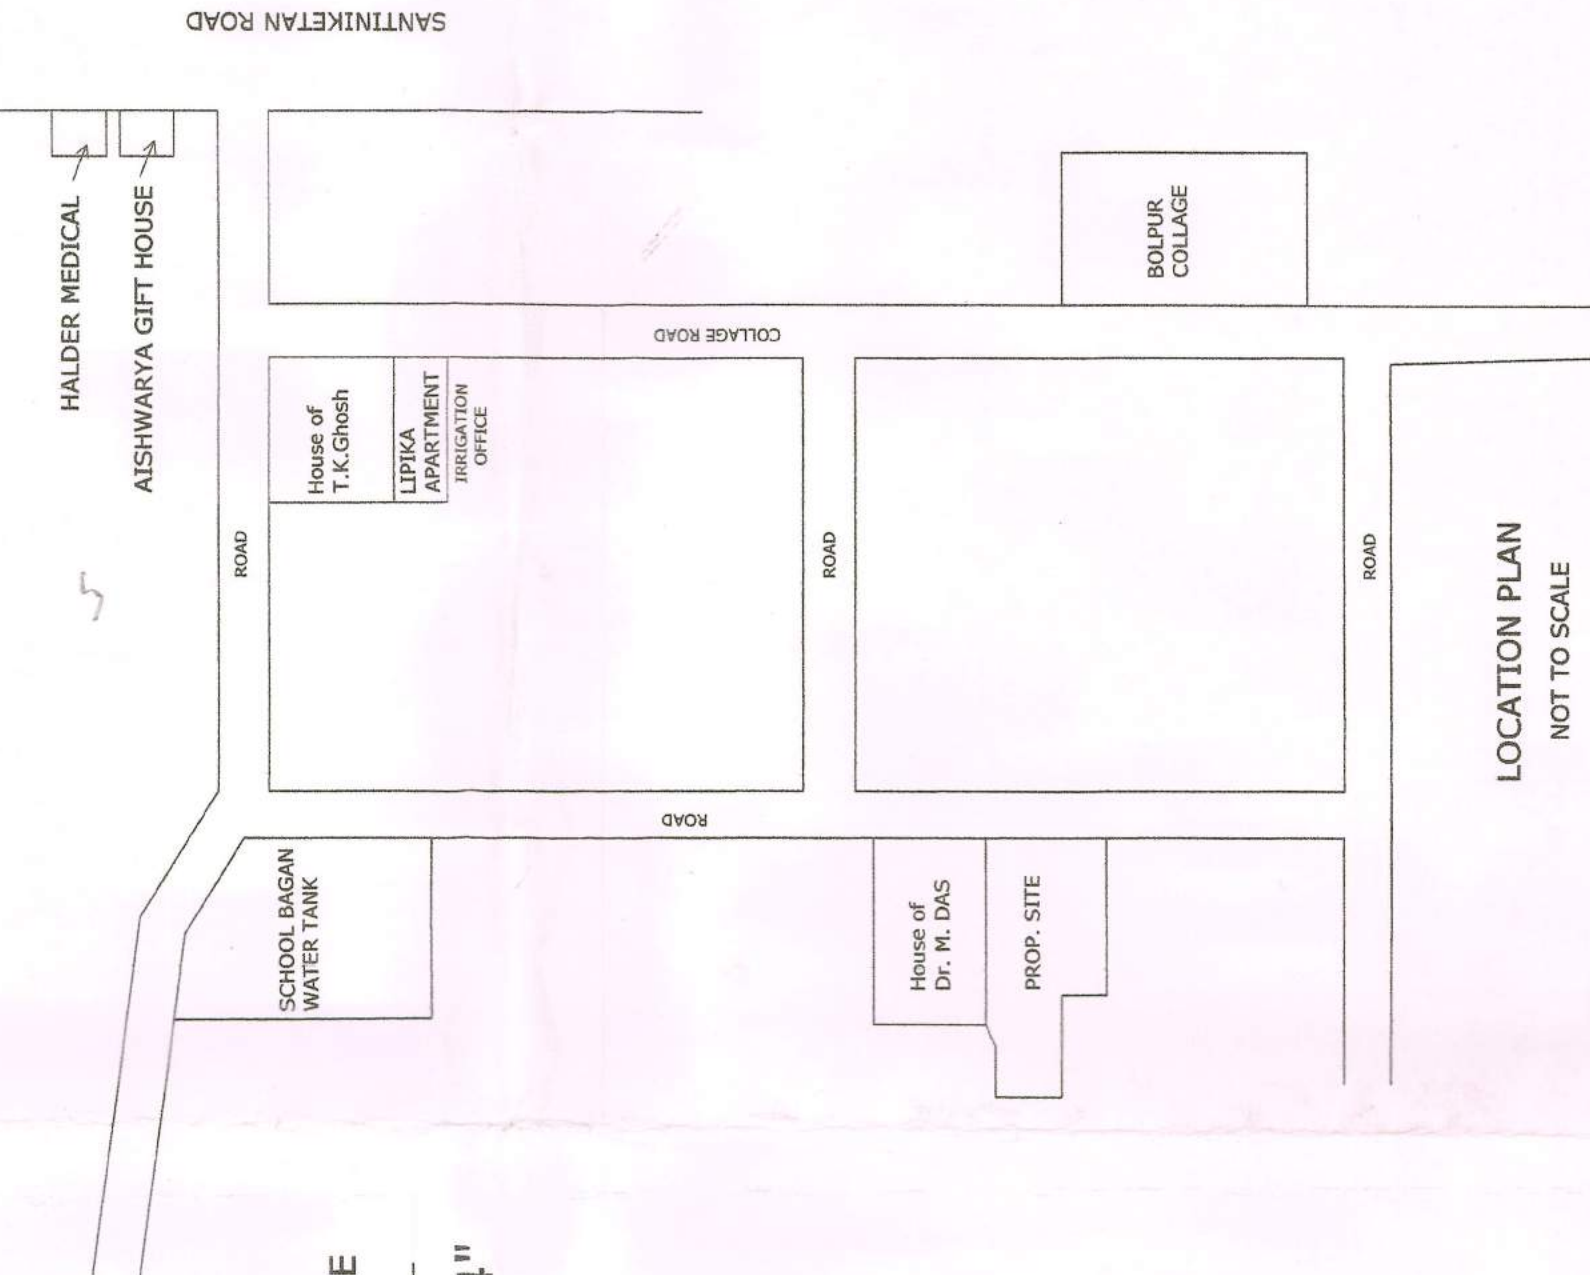 SANTINIKETAN ROAD
HALDER MEDICAL
AISHWARYA GIFT HOUSE
BOLPUR
COLLAGE
COLLAGE ROAD
House of
T.K.Ghosh
LIPIKA
APARTMENT
IRRIGATION
OFFICE
ROAD
ROAD
ROAD
ROAD
SCHOOL BAGAN
WATER TANK
House of
Dr. M. DAS
PROP. SITE
LOCATION PLAN
NOT TO SCALE
E